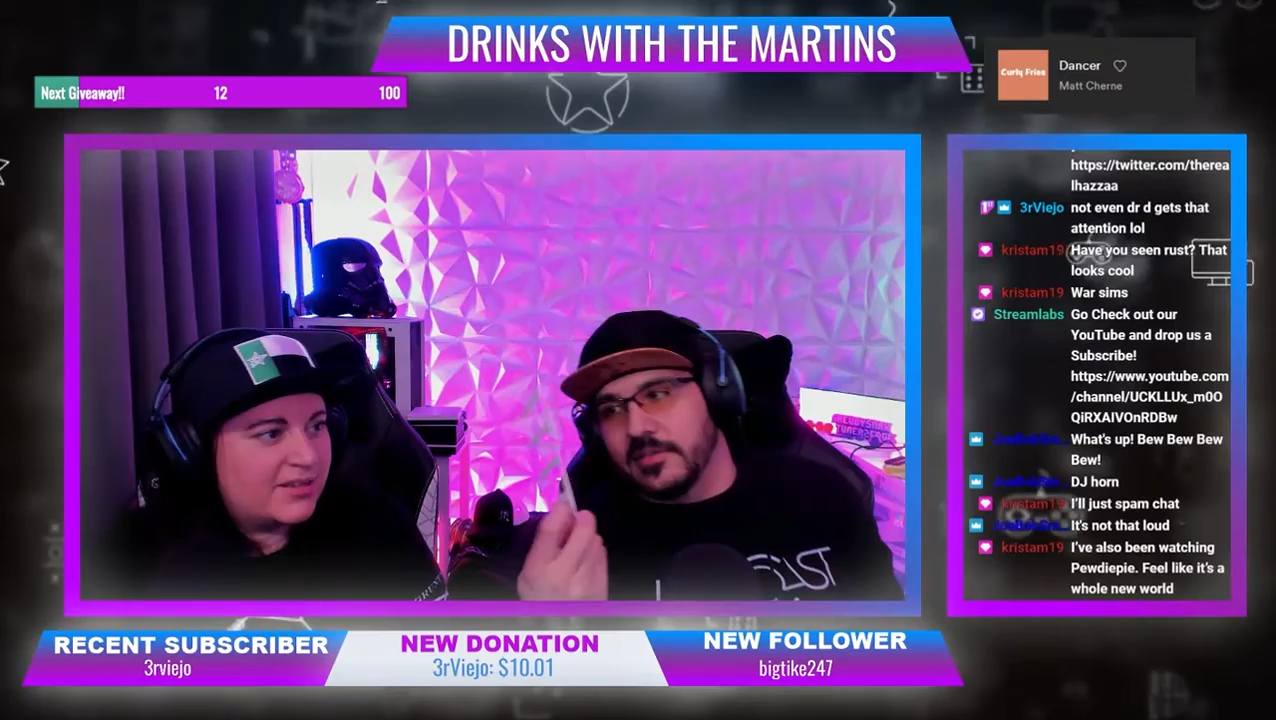 DRINKS WITH THE MARTINS
Next Giveaway!!
12
100
Curly Fries
Dancer
Matt Cherne
https://twitter.com/therea
lhazzaa
3rViejo not even dr d gets that
attention lol
kristam19 Have you seen rust? That
looks cool
kristam19 War sims
Streamlabs Go Check out our
YouTube and drop us a
Subscribe!
https://www.youtube.com
/channel/UCKLLUx_m0O
QiRXAIVOnRDBw
What's up! Bew Bew Bew
Bew!
DJ horn
kristam19 I'll just spam chat
It's not that loud
kristam19 I've also been watching
Pewdiepie. Feel like it's a
whole new world
RECENT SUBSCRIBER
3rviejo
NEW DONATION
3rViejo: $10.01
NEW FOLLOWER
bigtike247